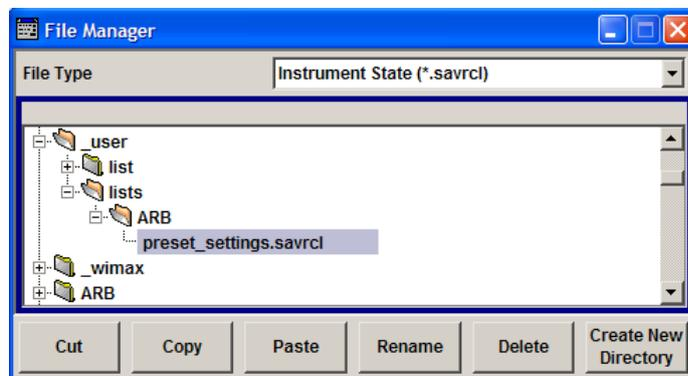 File Manager
File Type
Instrument State (*.savrcl)
_user
list
lists
ARB
preset_settings.savrcl
_wimax
ARB
Cut
Copy
Paste
Rename
Delete
Create New
Directory